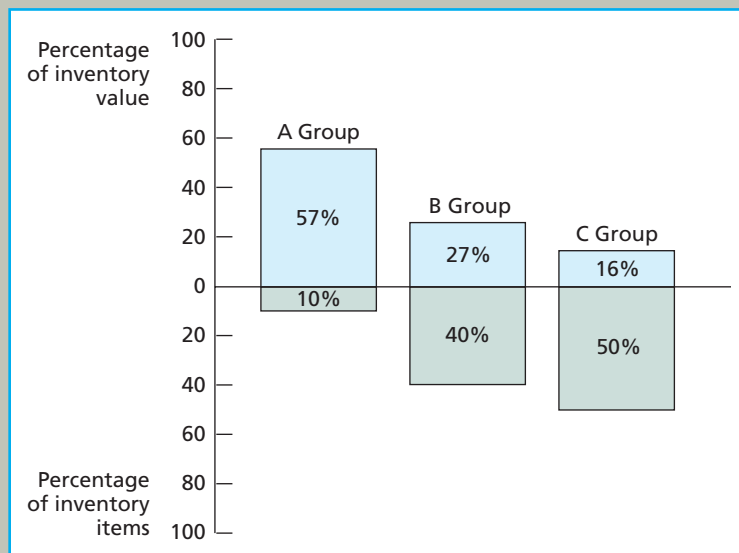 Percentage
of inventory
value
100
80
60
40
20
0
20
40
60
80
100
A Group
57%
10%
B Group
27%
40%
C Group
16%
50%
Percentage
of inventory
items